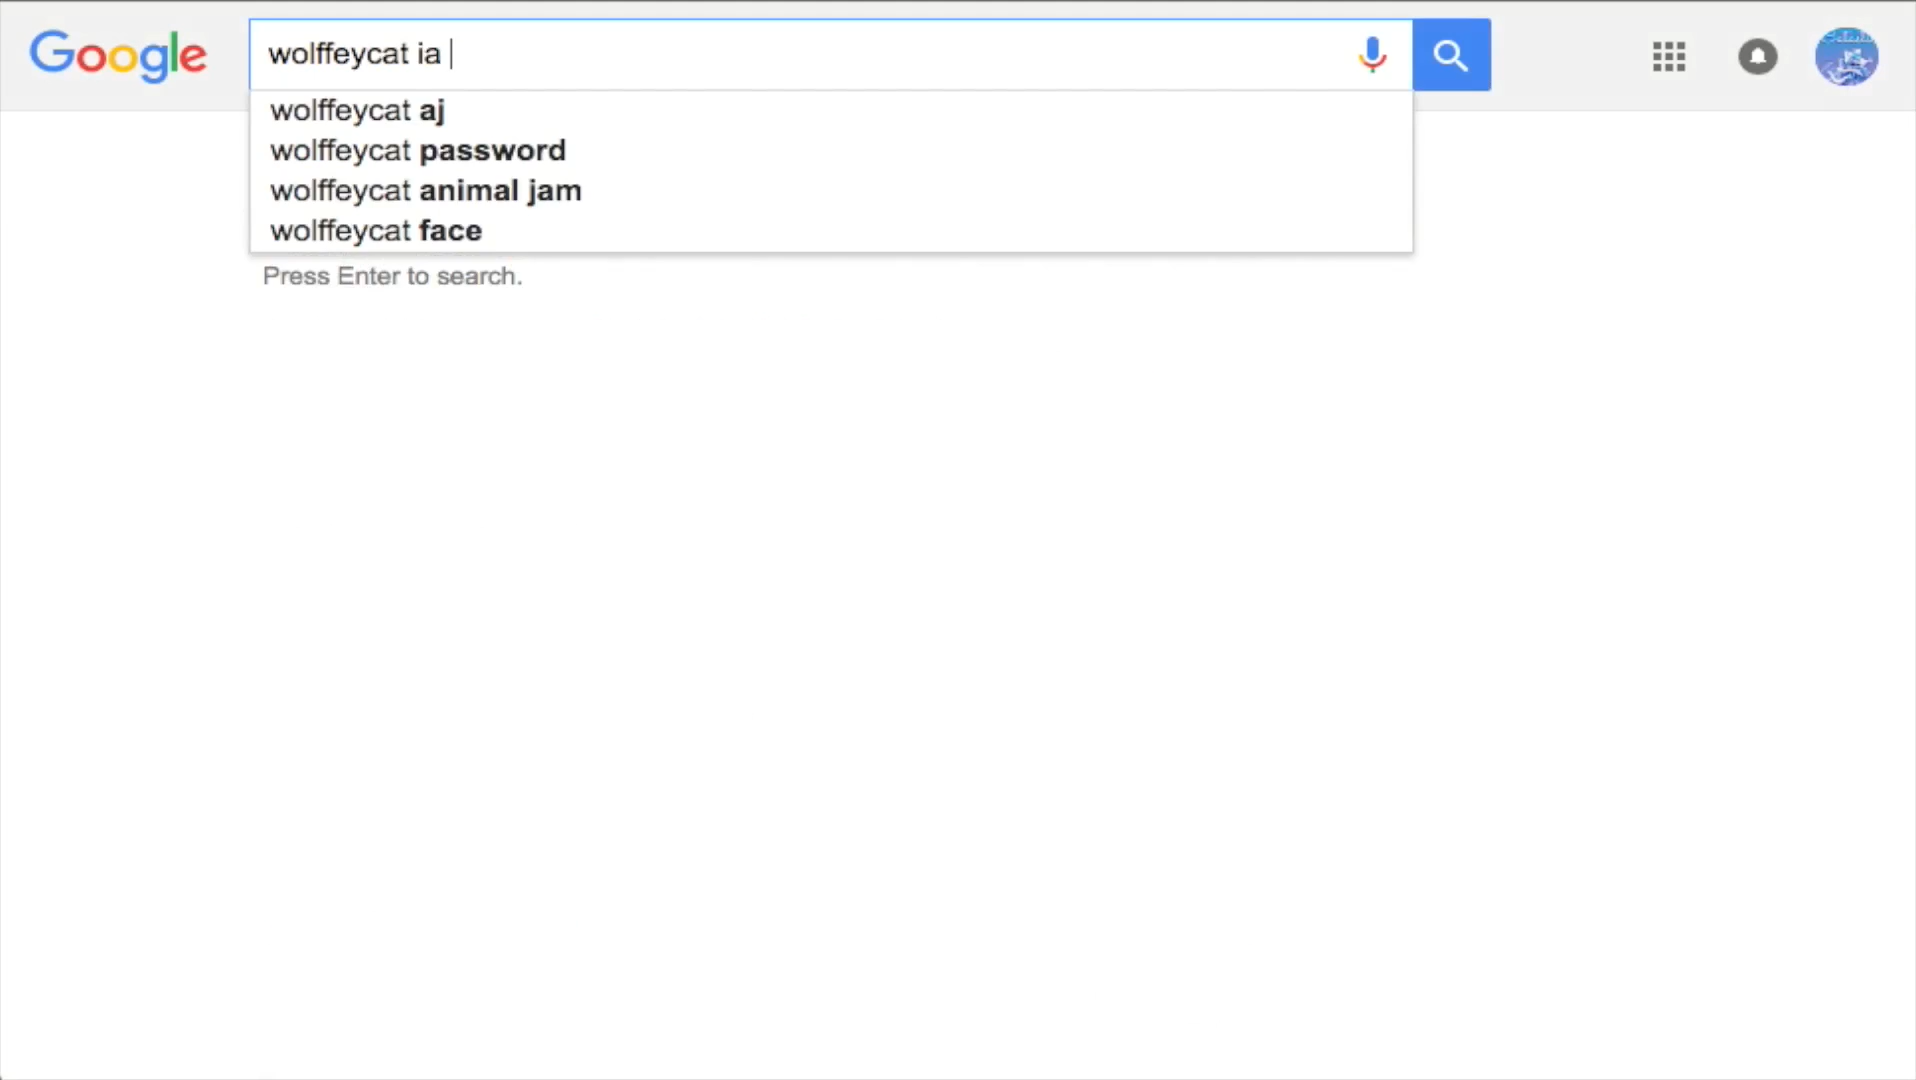 Google
wolffeycat ia
wolffeycat aj
wolffeycat password
wolffeycat animal jam
wolffeycat face
Press Enter to search.